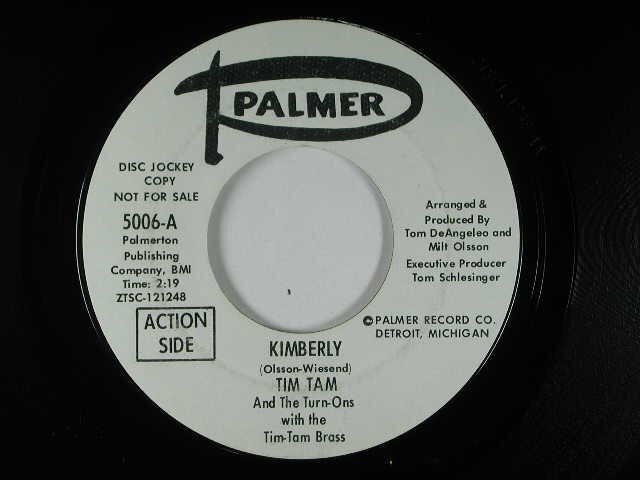 PALMER
DISC JOCKEY
COPY
NOT FOR SALE
5006-A
Palmerton
Publishing
Company, BMI
Time: 2:19
ZTSC-121248
ACTION
SIDE
Arranged &
Produced By
Tom DeAngeleo and
Milt Olsson
Executive Producer
Tom Schlesinger
©PALMER RECORD CO.
DETROIT, MICHIGAN
KIMBERLY
(Olsson-Wiesend)
TIM TAM
And The Turn-Ons
with the
Tim-Tam Brass